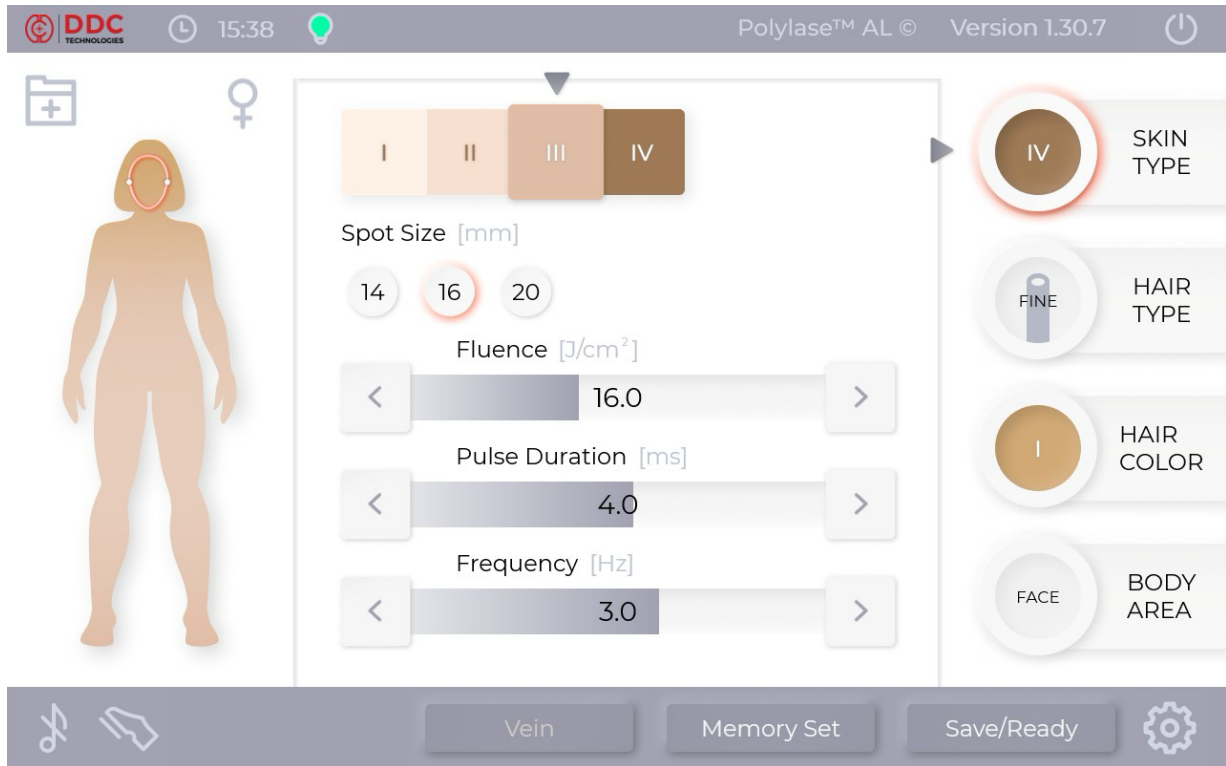 DDC
TECHNOLOGIES
15:38
Polylase™ AL ©
Version 1.30.7
I
II
III
IV
Spot Size [mm]
14
16
20
Fluence [J/cm²]
16.0
Pulse Duration [ms]
4.0
Frequency [Hz]
3.0
IV
SKIN
TYPE
FINE
HAIR
TYPE
I
HAIR
COLOR
FACE
BODY
AREA
Vein
Memory Set
Save/Ready